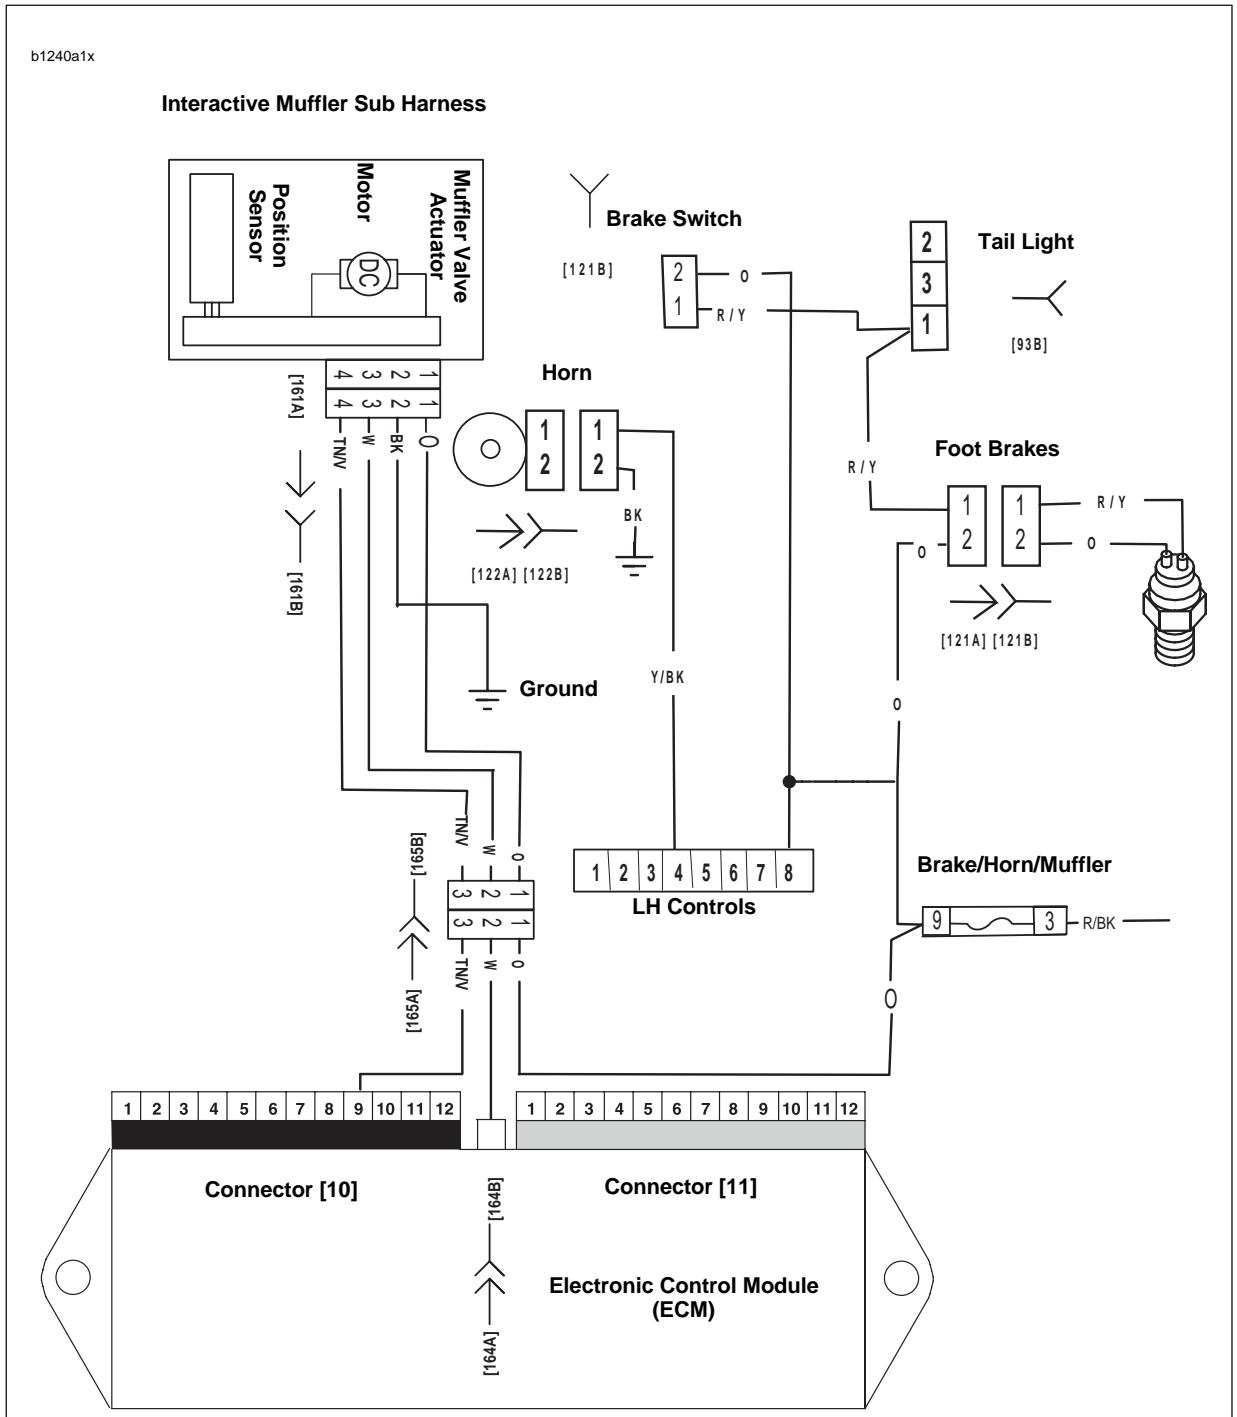 b1240a1x
Interactive Muffler Sub Harness
Position
Sensor
Motor
DC
Muffler Valve
Actuator
Brake Switch
[121B]
2
1
O
R / Y
2
3
1
Tail Light
[93B]
4 3 2 1
4 3 2 1
[161A]
[161B]
TN/V
W
BK
O
Horn
1
2
1
2
BK
[122A] [122B]
Ground
Y/BK
Foot Brakes
R / Y
1
2
1
2
R / Y
O
O
[121A] [121B]
O
[165B]
[165A]
TN/V
W
O
3 2 1
3 2 1
TN/V
W
O
1 2 3 4 5 6 7 8
LH Controls
Brake/Horn/Muffler
9
3
R/BK
O
1 2 3 4 5 6 7 8 9 10 11 12
1 2 3 4 5 6 7 8 9 10 11 12
Connector [10]
Connector [11]
[164B]
[164A]
Electronic Control Module
(ECM)